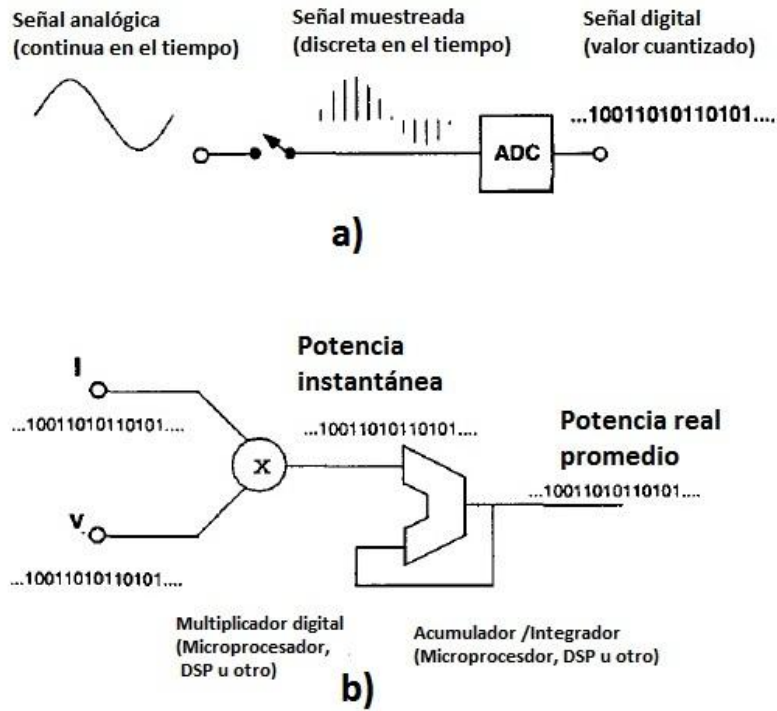 Señal analógica
(continua en el tiempo)
Señal muestreada
(discreta en el tiempo)
Señal digital
(valor cuantizado)
...10011010110101....
ADC
a)
I
...10011010110101....
Potencia
instantánea
...10011010110101....
X
Potencia real
promedio
...10011010110101....
v
...10011010110101....
Multiplicador digital
(Microprocesador,
DSP u otro)
Acumulador /Integrador
(Microprocesdor, DSP u otro)
b)